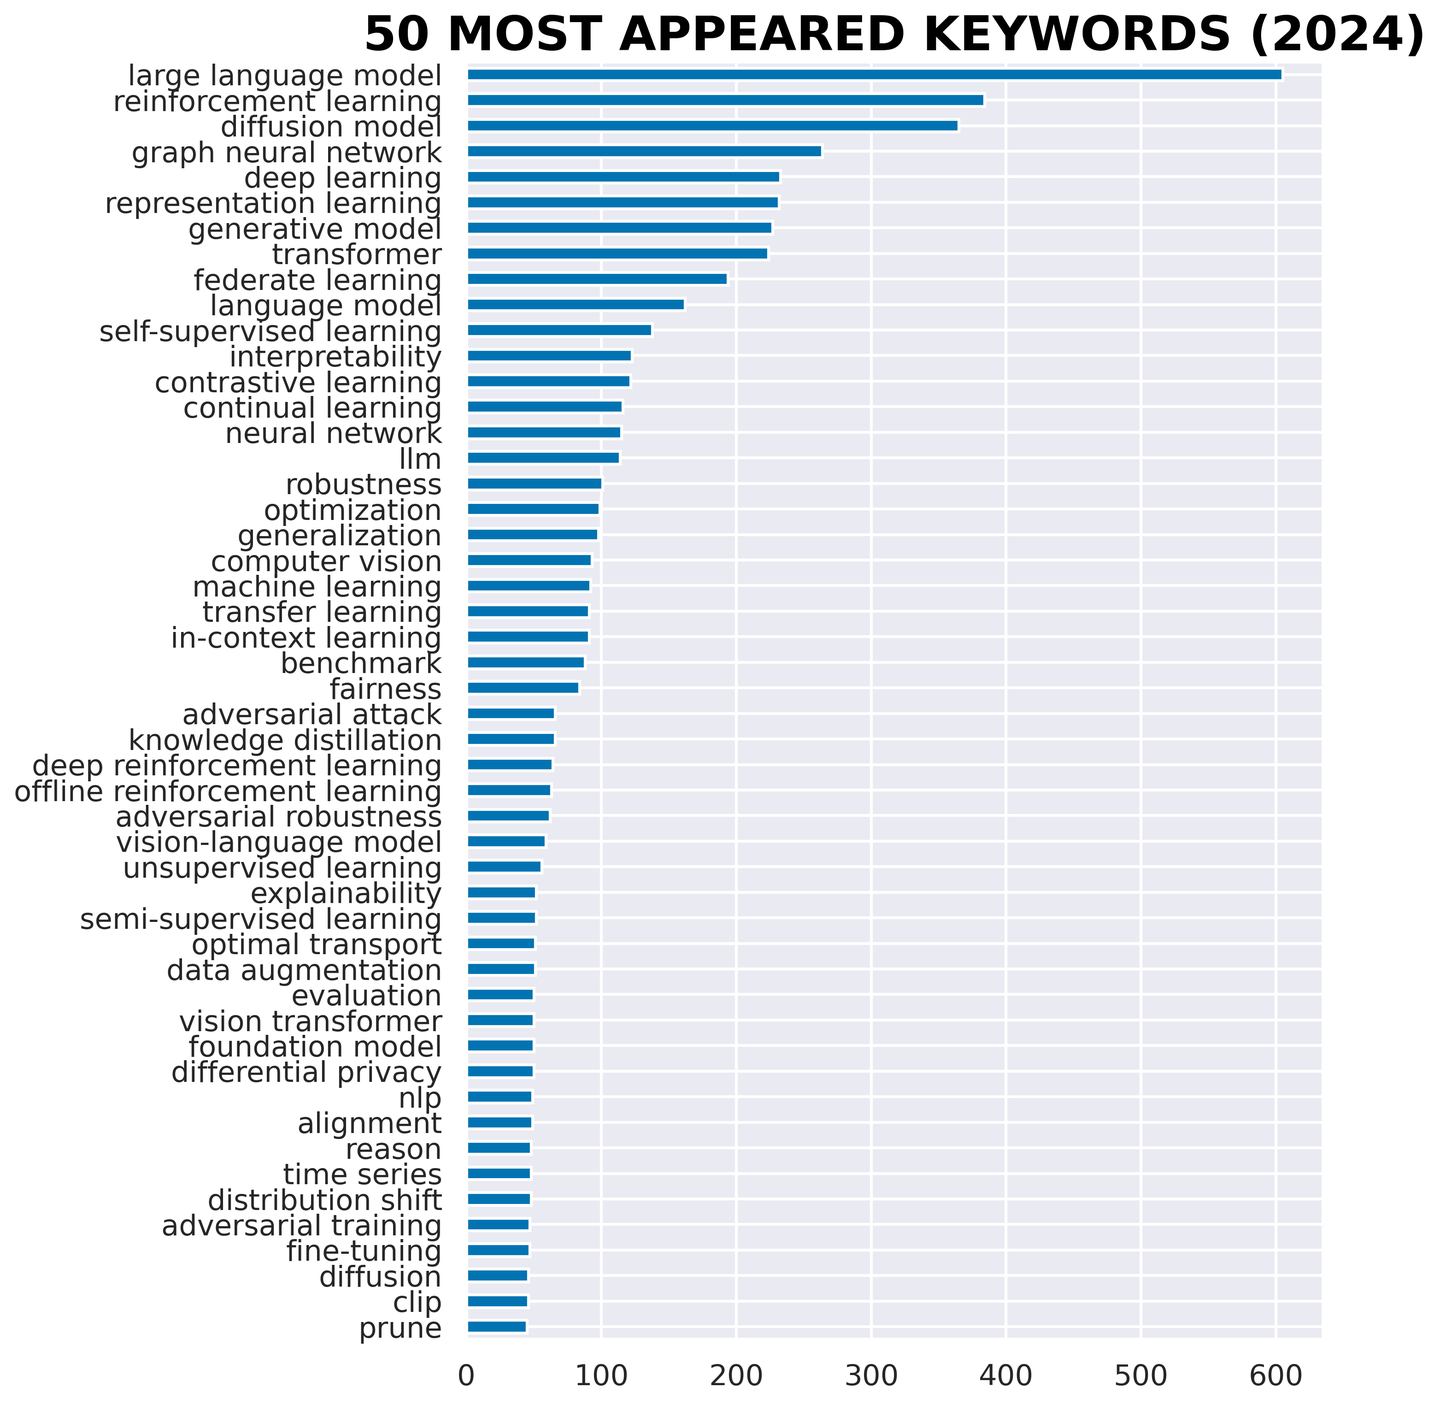 50 MOST APPEARED KEYWORDS (2024)
large language model
reinforcement learning
diffusion model
graph neural network
deep learning
representation learning
generative model
transformer
federate learning
language model
self-supervised learning
interpretability
contrastive learning
continual learning
neural network
llm
robustness
optimization
generalization
computer vision
machine learning
transfer learning
in-context learning
benchmark
fairness
adversarial attack
knowledge distillation
deep reinforcement learning
offline reinforcement learning
adversarial robustness
vision-language model
unsupervised learning
explainability
semi-supervised learning
optimal transport
data augmentation
evaluation
vision transformer
foundation model
differential privacy
nlp
alignment
reason
time series
distribution shift
adversarial training
fine-tuning
diffusion
clip
prune
0 100 200 300 400 500 600